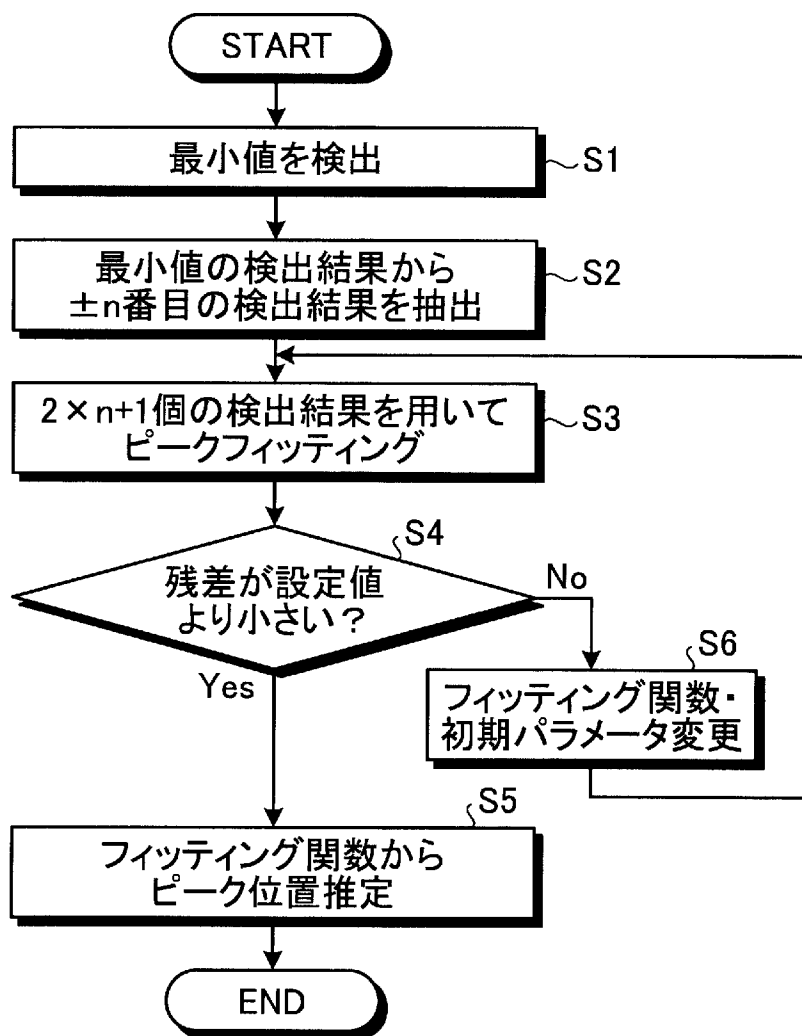 START
最小値を検出
S1
最小値の検出結果から
±n番目の検出結果を抽出
S2
2×n+1個の検出結果を用いて
ピークフィッティング
S3
残差が設定値
より小さい?
S4
No
Yes
フィッティング関数・
初期パラメータ変更
S6
フィッティング関数から
ピーク位置推定
S5
END